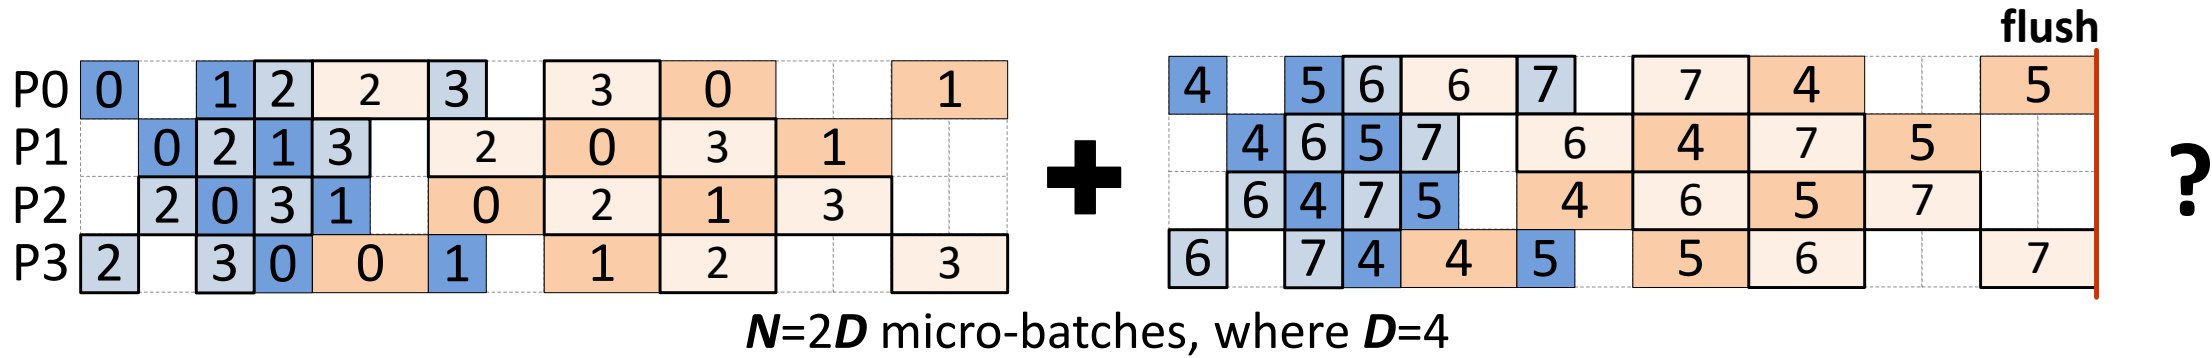 flush
P0 0 1 2 2 3 3 0 1 4 5 6 6 7 7 4 5
P1 0 2 1 3 2 0 3 1 + 4 6 5 7 6 4 7 5 ?
P2 2 0 3 1 0 2 1 3 6 4 7 5 4 6 5 7
P3 2 3 0 0 1 1 2 3 6 7 4 4 5 5 6 7
N=2D micro-batches, where D=4